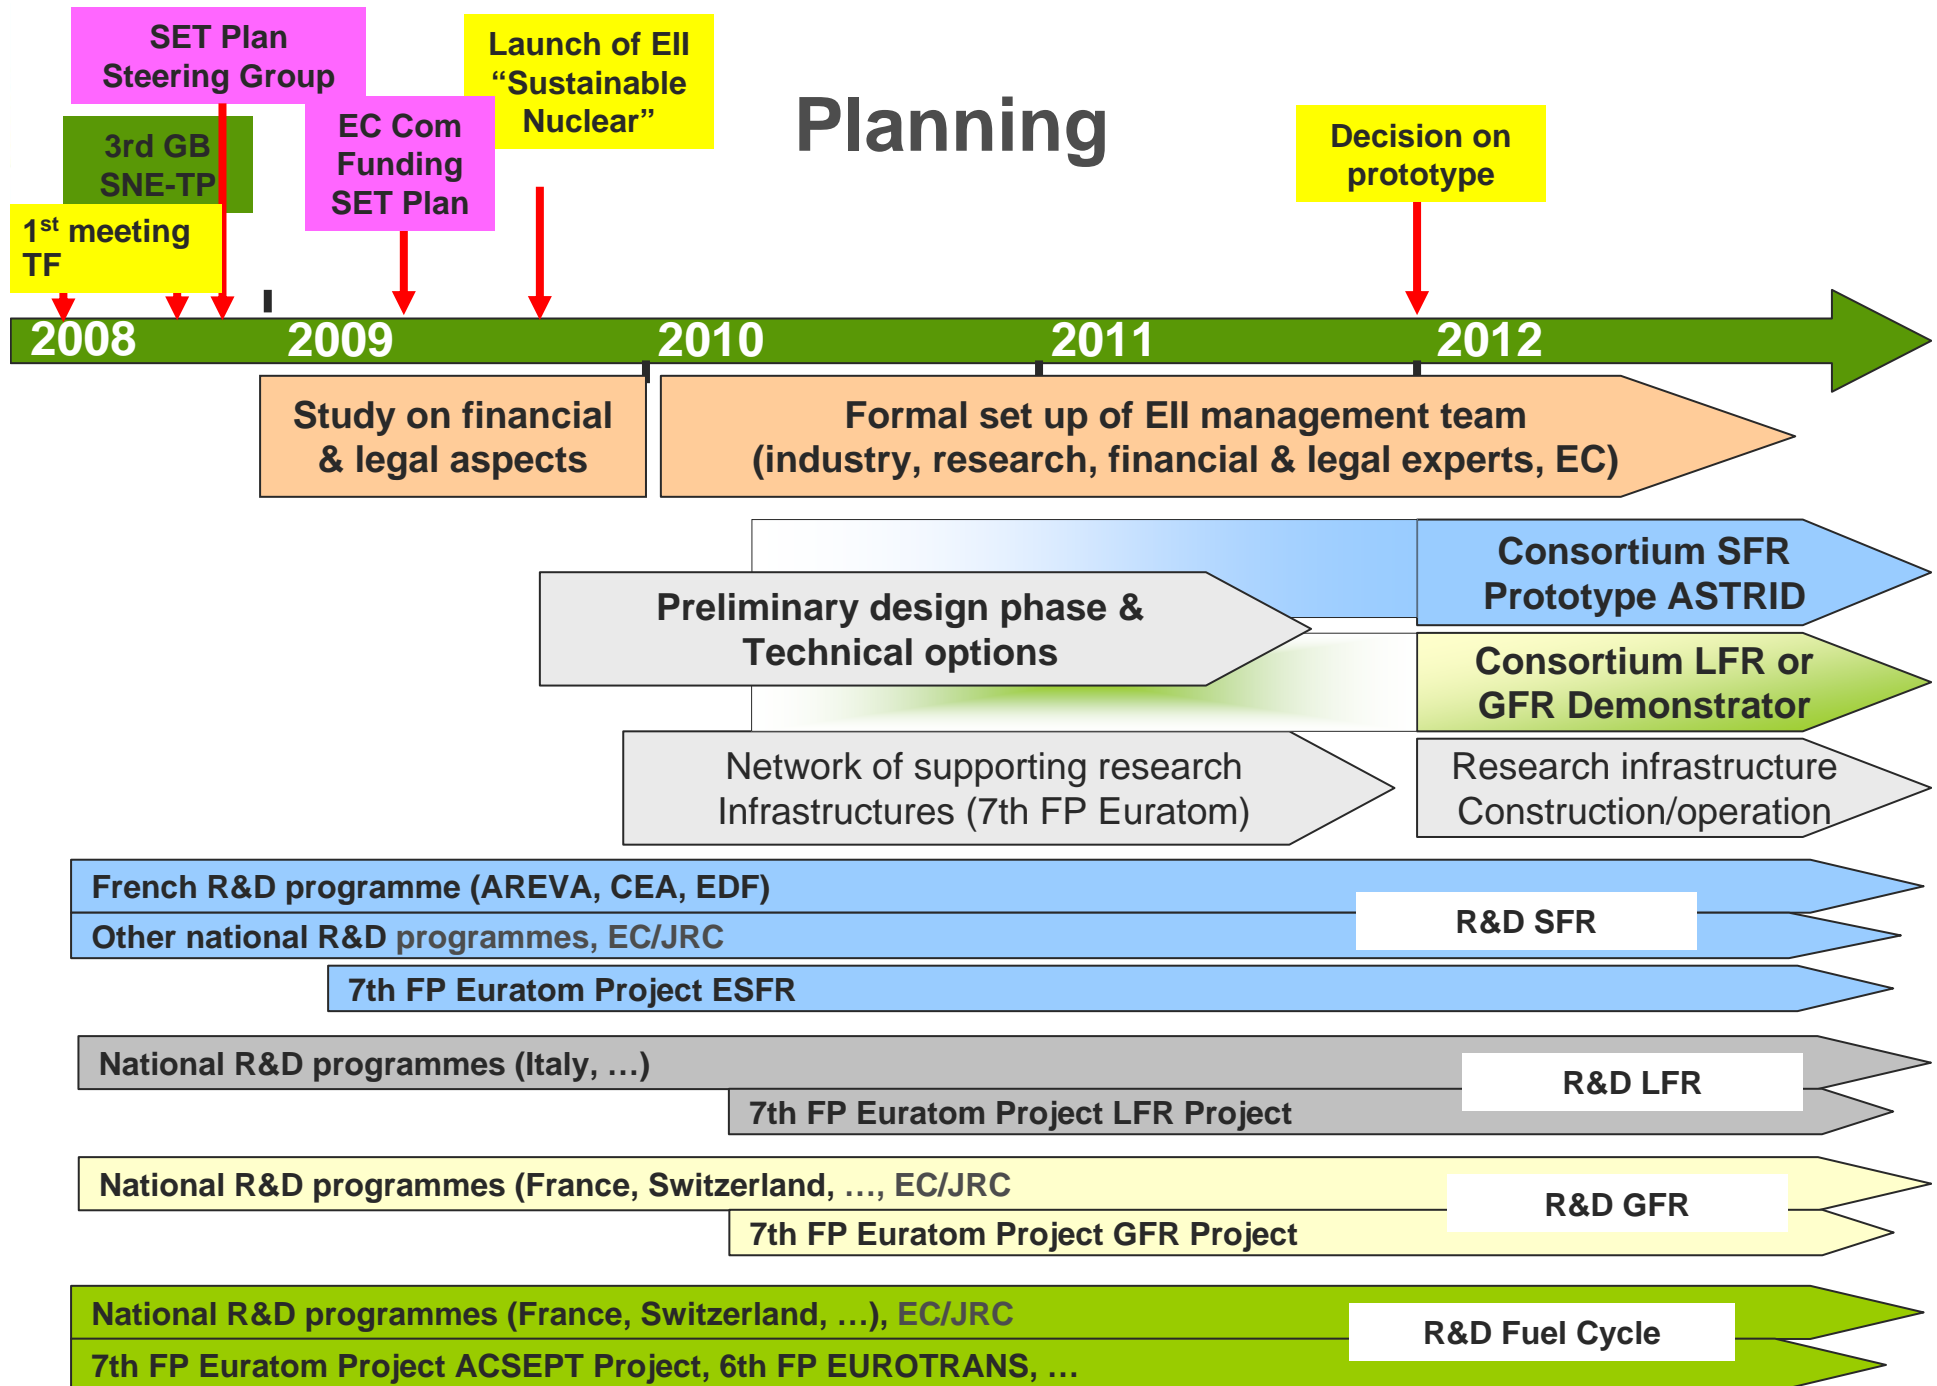 SET Plan
Steering Group
Launch of EII
“Sustainable
Nuclear”
Planning
EC Com
Funding
SET Plan
3rd GB
SNE-TP
1st meeting
TF
Decision on
prototype
2008
2009
2010
2011
2012
Study on financial
& legal aspects
Formal set up of EII management team
(industry, research, financial & legal experts, EC)
Consortium SFR
Prototype ASTRID
Preliminary design phase &
Technical options
Consortium LFR or
GFR Demonstrator
Network of supporting research
Infrastructures (7th FP Euratom)
Research infrastructure
Construction/operation
French R&D programme (AREVA, CEA, EDF)
Other national R&D programmes, EC/JRC
R&D SFR
7th FP Euratom Project ESFR
National R&D programmes (Italy, …)
R&D LFR
7th FP Euratom Project LFR Project
National R&D programmes (France, Switzerland, …, EC/JRC
R&D GFR
7th FP Euratom Project GFR Project
National R&D programmes (France, Switzerland, …), EC/JRC
R&D Fuel Cycle
7th FP Euratom Project ACSEPT Project, 6th FP EUROTRANS, …